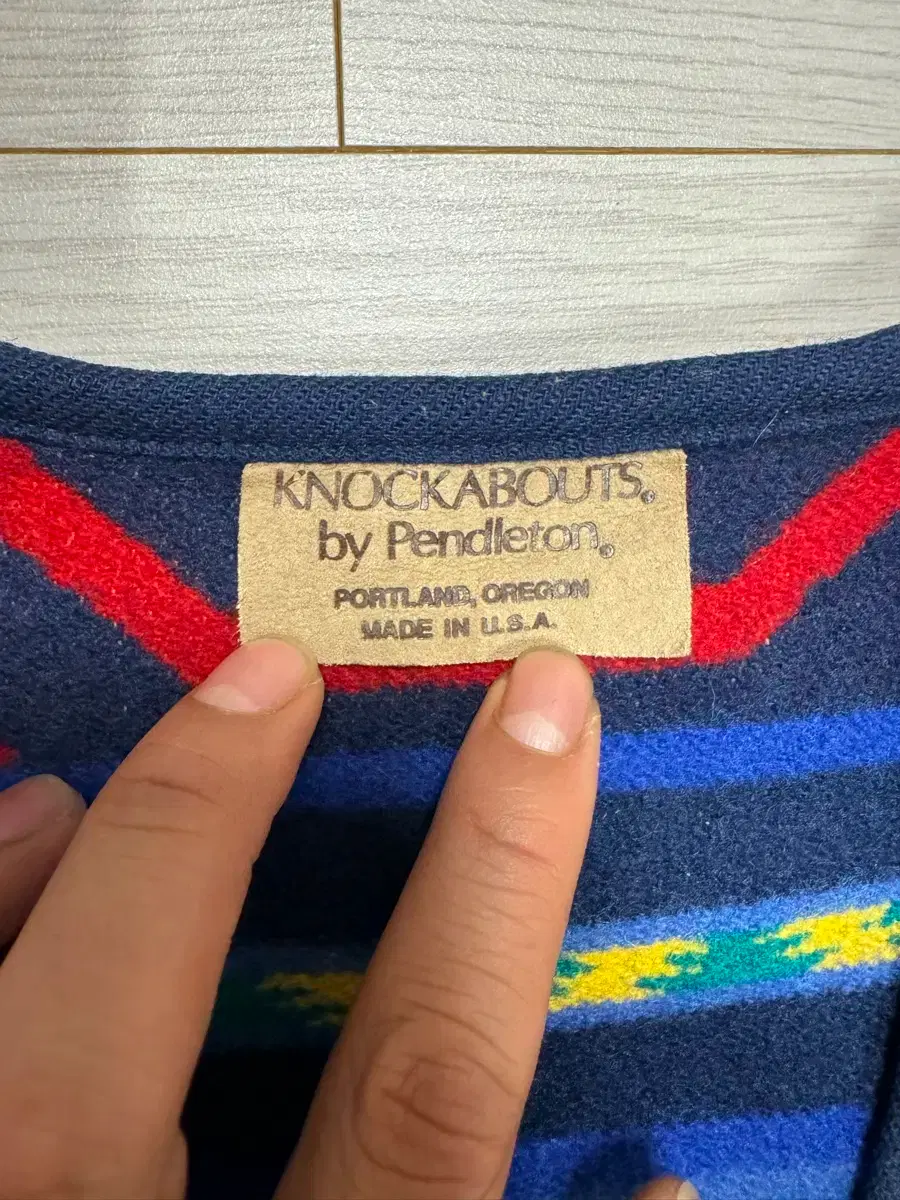 KNOCKABOUTS®
by Pendleton®
PORTLAND, OREGON
MADE IN U.S.A.